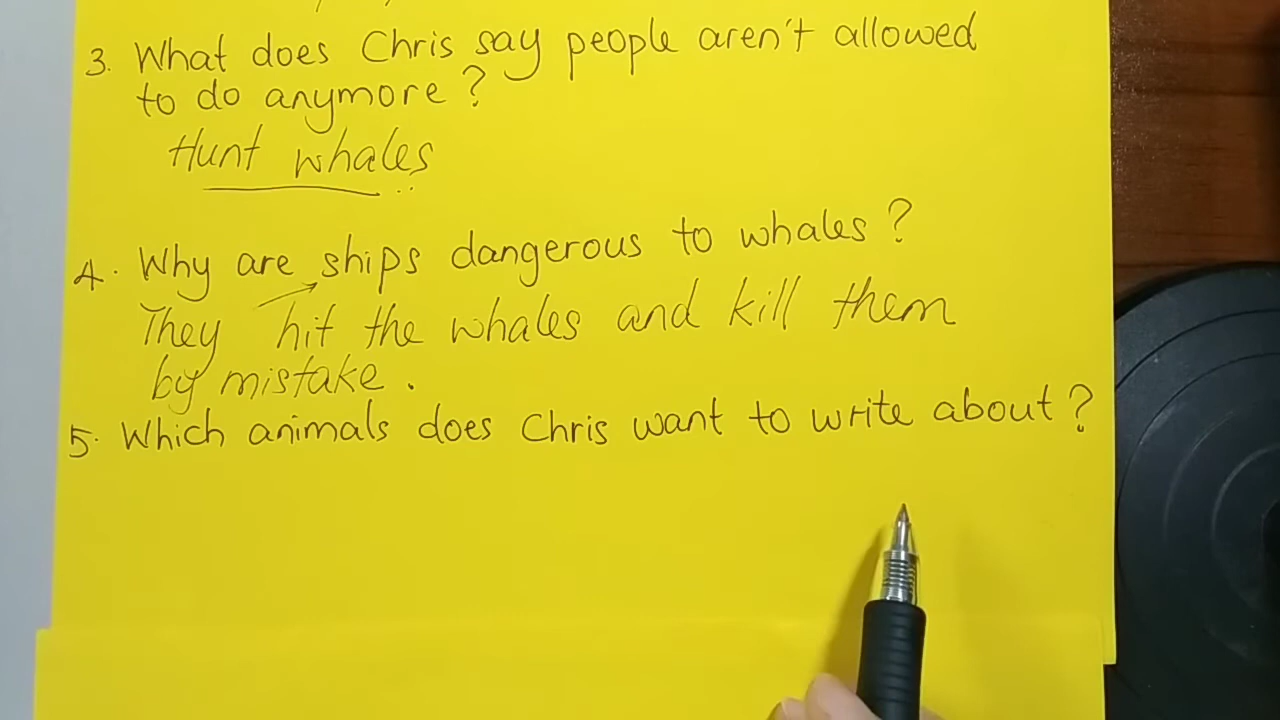 3. What does Chris say people aren't allowed
to do anymore?
Hunt whales
4. Why are ships dangerous to whales?
They hit the whales and kill them
by mistake.
5. Which animals does Chris want to write about?